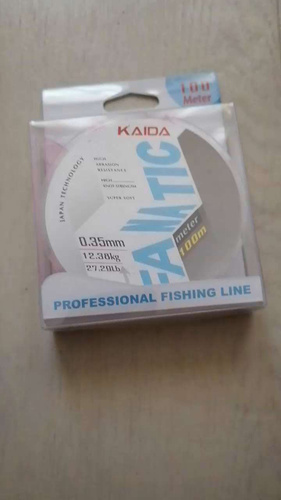 100
Meter
KAIDA
JAPAN TECHNOLOGY
HIGH
ABRASION
RESISTANCE
HIGH
KNOT STRENGTH
SUPER SOFT
FANATIC
0.35mm
12.38kg
27.29Lb
meter
100m
PROFESSIONAL FISHING LINE